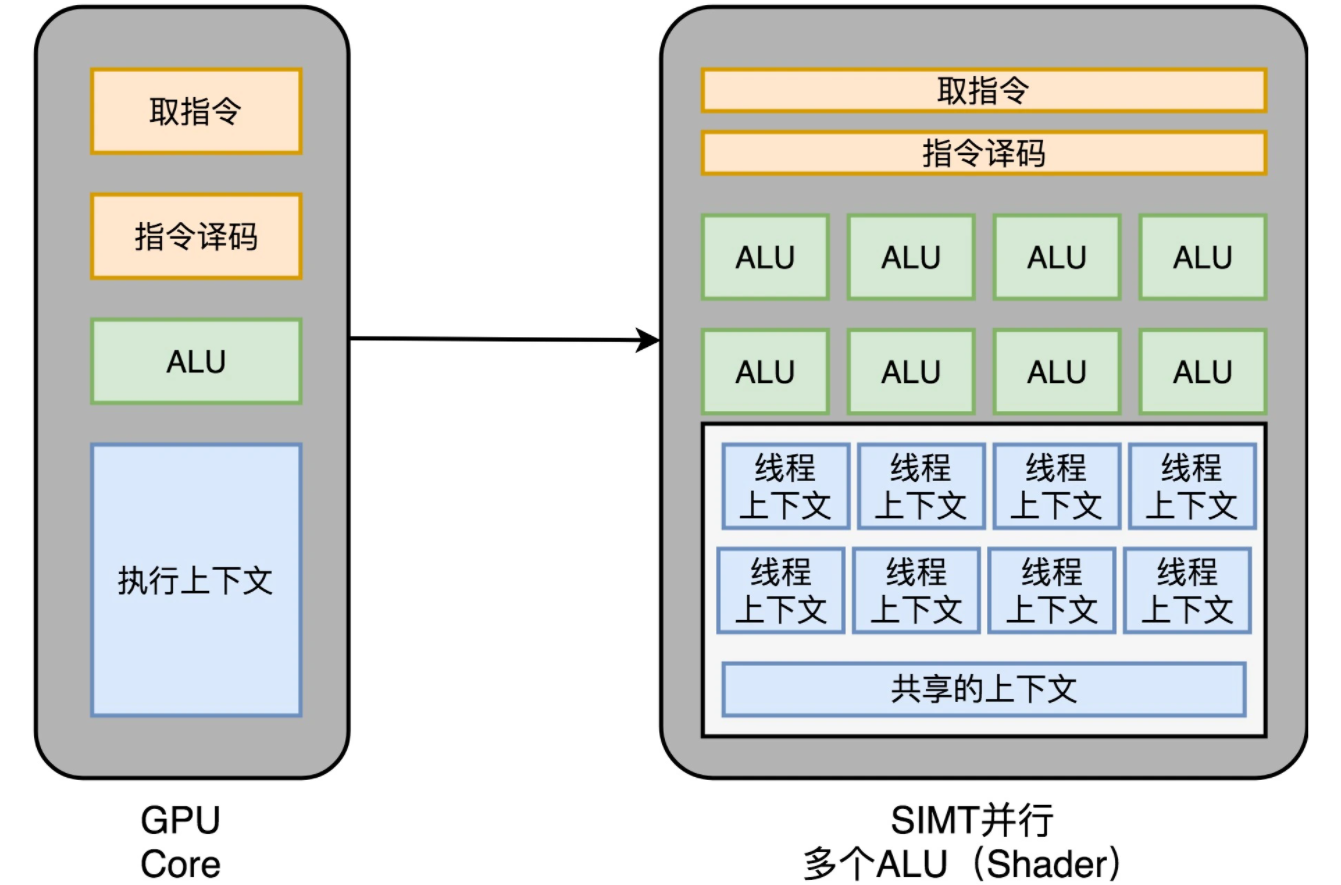 取指令
指令译码
ALU
执行上下文
GPU
Core
取指令
指令译码
ALU ALU ALU ALU
ALU ALU ALU ALU
线程 线程 线程 线程
上下文 上下文 上下文 上下文
线程 线程 线程 线程
上下文 上下文 上下文 上下文
共享的上下文
SIMT并行
多个ALU（Shader）